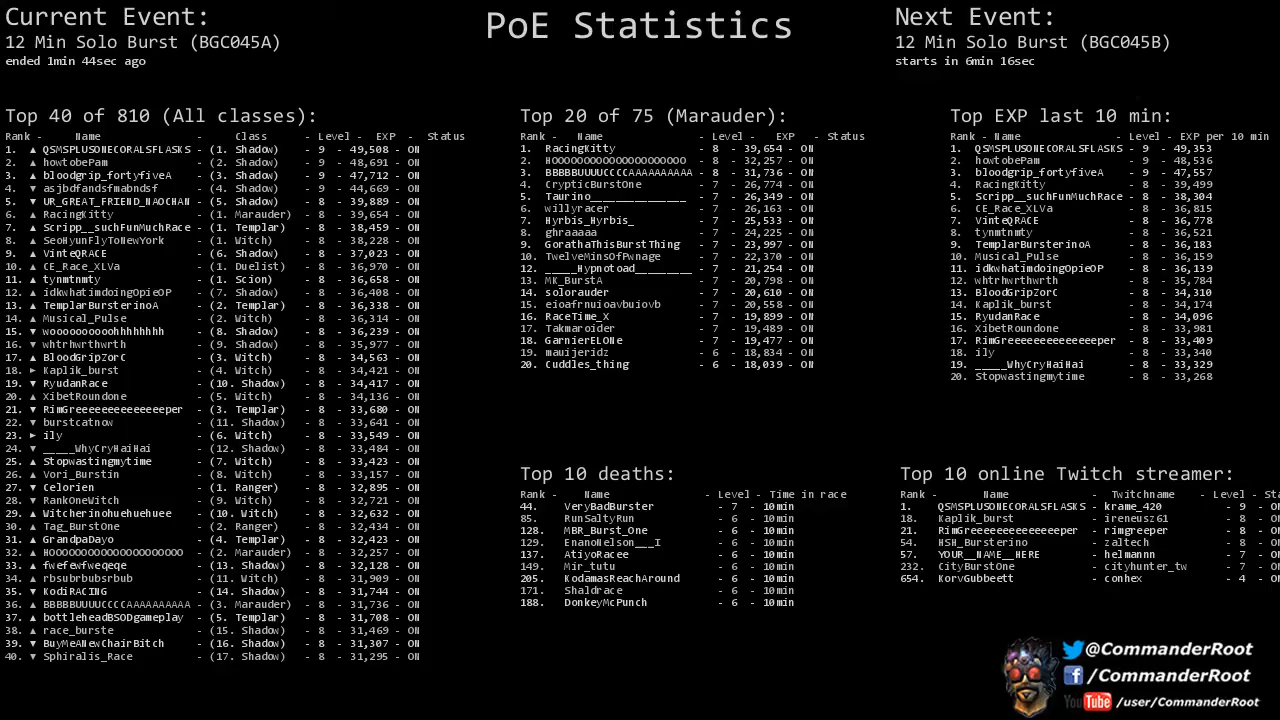 Current Event:
12 Min Solo Burst (BGC045A)
ended 1min 44sec ago
PoE Statistics
Next Event:
12 Min Solo Burst (BGC045B)
starts in 6min 16sec
Top 40 of 810 (All classes):
Rank - Name - Class - Level - EXP - Status
1. ▲ QSMSPLUSONECORALSFLASKS - (1. Shadow) - 9 - 49,508 - ON
2. ▲ howtobePam - (2. Shadow) - 9 - 48,691 - ON
3. ▲ bloodgrip_fortyfiveA - (3. Shadow) - 9 - 47,712 - ON
4. ▼ asjbdfandsfmabndsf - (4. Shadow) - 9 - 44,669 - ON
5. ▼ UR_GREAT_FRIEND_NAOCHAN - (5. Shadow) - 8 - 39,889 - ON
6. ▲ RacingKitty - (1. Marauder) - 8 - 39,654 - ON
7. ▲ Scripp__suchFunMuchRace - (1. Templar) - 8 - 38,459 - ON
8. ▲ SeoHyunFlyToNewYork - (1. Witch) - 8 - 38,228 - ON
9. ▲ VinteQRACE - (6. Shadow) - 8 - 37,023 - ON
10. ▲ CE_Race_XLVa - (1. Duelist) - 8 - 36,970 - ON
11. ▲ tynmtnmty - (1. Scion) - 8 - 36,658 - ON
12. ▲ idkwhatimdoingOpieOP - (7. Shadow) - 8 - 36,408 - ON
13. ▲ TemplarBursterinoA - (2. Templar) - 8 - 36,338 - ON
14. ▲ Musical_Pulse - (2. Witch) - 8 - 36,314 - ON
15. ▼ woooooooooohhhhhhhh - (8. Shadow) - 8 - 36,239 - ON
16. ▼ whtrhwrthwrth - (9. Shadow) - 8 - 35,977 - ON
17. ▲ BloodGripZorC - (3. Witch) - 8 - 34,563 - ON
18. ► Kaplik_burst - (4. Witch) - 8 - 34,421 - ON
19. ▼ RyudanRace - (10. Shadow) - 8 - 34,417 - ON
20. ▲ XibetRoundone - (5. Witch) - 8 - 34,136 - ON
21. ▼ RimGreeeeeeeeeeeeeeper - (3. Templar) - 8 - 33,680 - ON
22. ▼ burstcatnow - (11. Shadow) - 8 - 33,641 - ON
23. ► ily - (6. Witch) - 8 - 33,549 - ON
24. ▼ _____WhyCryHaiHai - (12. Shadow) - 8 - 33,484 - ON
25. ▲ Stopwastingmytime - (7. Witch) - 8 - 33,423 - ON
26. ▲ Vori_Burstin - (8. Witch) - 8 - 33,157 - ON
27. ▼ Celorien - (1. Ranger) - 8 - 32,895 - ON
28. ▼ RankOneWitch - (9. Witch) - 8 - 32,721 - ON
29. ▲ Witcherinohuehuehuee - (10. Witch) - 8 - 32,632 - ON
30. ▲ Tag_BurstOne - (2. Ranger) - 8 - 32,434 - ON
31. ▲ GrandpaDayo - (4. Templar) - 8 - 32,423 - ON
32. ▲ HOOOOOOOOOOOOOOOOOOOOOO - (2. Marauder) - 8 - 32,257 - ON
33. ▲ fwefewfweqeqe - (13. Shadow) - 8 - 32,128 - ON
34. ▲ rbsubrbubsrbub - (11. Witch) - 8 - 31,909 - ON
35. ▼ KodiRACING - (14. Shadow) - 8 - 31,744 - ON
36. ▲ BBBBBUUUUCCCCAAAAAAAAAA - (3. Marauder) - 8 - 31,736 - ON
37. ▲ bottleheadBSODgameplay - (5. Templar) - 8 - 31,708 - ON
38. ▲ race_burste - (15. Shadow) - 8 - 31,469 - ON
39. ▼ BuyMeANewChairBitch - (16. Shadow) - 8 - 31,307 - ON
40. ▼ Sphiralis_Race - (17. Shadow) - 8 - 31,295 - ON
Top 20 of 75 (Marauder):
Rank - Name - Level - EXP - Status
1. RacingKitty - 8 - 39,654 - ON
2. HOOOOOOOOOOOOOOOOOOOOOO - 8 - 32,257 - ON
3. BBBBBUUUUCCCCAAAAAAAAAA - 8 - 31,736 - ON
4. CrypticBurstOne - 7 - 26,774 - ON
5. Taurino_______________ - 7 - 26,349 - ON
6. willyracer - 7 - 26,163 - ON
7. Hyrbis_Hyrbis_ - 7 - 25,533 - ON
8. ghraaaaa - 7 - 24,225 - ON
9. GorathaThisBurstThing - 7 - 23,997 - ON
10. TwelveMinsOfPwnage - 7 - 22,370 - ON
12. _____Hypnotoad_________ - 7 - 21,254 - ON
13. MK_BurstA - 7 - 20,798 - ON
14. solorauder - 7 - 20,610 - ON
15. eioafrnuioavbuiovb - 7 - 20,558 - ON
16. RaceTime_X - 7 - 19,899 - ON
17. Takmaroider - 7 - 19,489 - ON
18. GarnierELONe - 7 - 19,477 - ON
19. mauijeridz - 6 - 18,834 - ON
20. Cuddles_thing - 6 - 18,039 - ON
Top EXP last 10 min:
Rank - Name - Level - EXP per 10 min
1. QSMSPLUSONECORALSFLASKS - 9 - 49,353
2. howtobePam - 9 - 48,536
3. bloodgrip_fortyfiveA - 9 - 47,557
4. RacingKitty - 8 - 39,499
5. Scripp__suchFunMuchRace - 8 - 38,304
6. CE_Race_XLVa - 8 - 36,815
7. VinteQRACE - 8 - 36,778
8. tynmtnmty - 8 - 36,521
9. TemplarBursterinoA - 8 - 36,183
10. Musical_Pulse - 8 - 36,159
11. idkwhatimdoingOpieOP - 8 - 36,139
12. whtrhwrthwrth - 8 - 35,784
13. BloodGripZorC - 8 - 34,310
14. Kaplik_burst - 8 - 34,174
15. RyudanRace - 8 - 34,096
16. XibetRoundone - 8 - 33,981
17. RimGreeeeeeeeeeeeeeper - 8 - 33,409
18. ily - 8 - 33,340
19. _____WhyCryHaiHai - 8 - 33,329
20. Stopwastingmytime - 8 - 33,268
Top 10 deaths:
Rank - Name - Level - Time in race
44. VeryBadBurster - 7 - 10min
85. RunSaltyRun - 6 - 10min
128. MBR_Burst_One - 6 - 10min
129. EnanoNelson___I - 6 - 10min
137. AtiyoRacee - 6 - 10min
149. Mir_tutu - 6 - 10min
205. KodamasReachAround - 6 - 10min
171. Shaldrace - 6 - 10min
188. DonkeyMcPunch - 6 - 10min
Top 10 online Twitch streamer:
Rank - Name - Twitchname - Level - Sta
1. QSMSPLUSONECORALSFLASKS - krame_420 - 9 - ON
18. Kaplik_burst - ireneusz61 - 8 - ON
21. RimGreeeeeeeeeeeeeeper - rimgreeper - 8 - ON
54. HSH_Bursterino - zaltech - 8 - ON
57. YOUR__NAME__HERE - helmannn - 7 - ON
232. CityBurstOne - cityhunter_tw - 7 - ON
654. KorvGubbeett - conhex - 4 - ON
@CommanderRoot
/CommanderRoot
YouTube /user/CommanderRoot